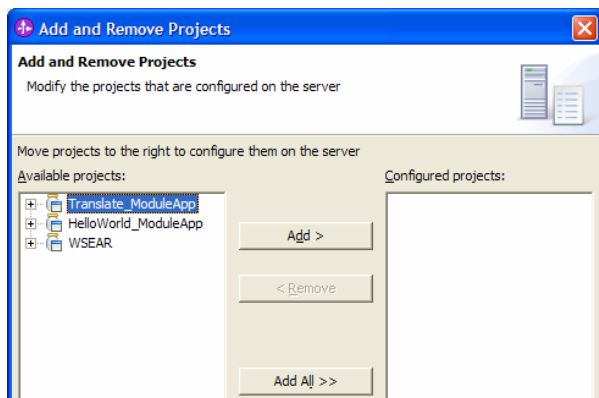 Add and Remove Projects
Add and Remove Projects
Modify the projects that are configured on the server
Move projects to the right to configure them on the server
Available projects:
Configured projects:
Translate_ModuleApp
HelloWorld_ModuleApp
WSEAR
Add >
< Remove
Add All >>